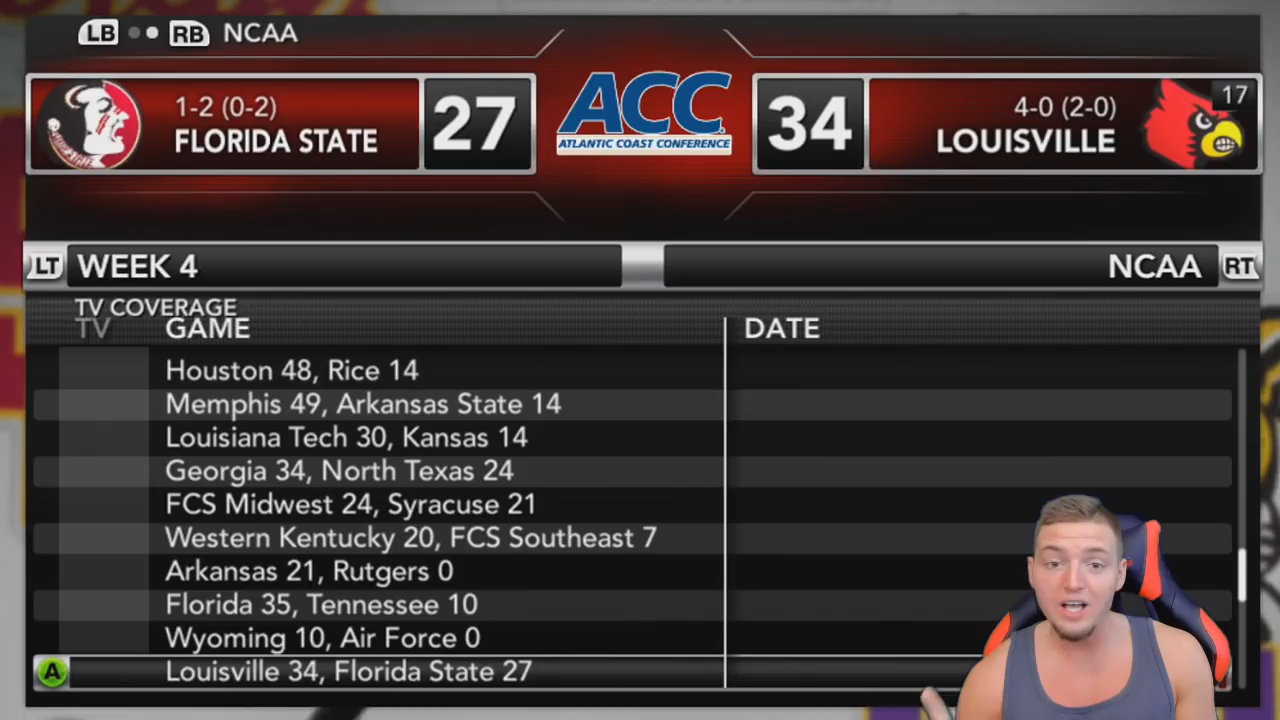 LB RB NCAA
1-2 (0-2)
FLORIDA STATE
27
ACC
ATLANTIC COAST CONFERENCE
34
4-0 (2-0)
LOUISVILLE
17
LT WEEK 4
NCAA RT
TV COVERAGE
TV GAME DATE
Houston 48, Rice 14
Memphis 49, Arkansas State 14
Louisiana Tech 30, Kansas 14
Georgia 34, North Texas 24
FCS Midwest 24, Syracuse 21
Western Kentucky 20, FCS Southeast 7
Arkansas 21, Rutgers 0
Florida 35, Tennessee 10
Wyoming 10, Air Force 0
A Louisville 34, Florida State 27